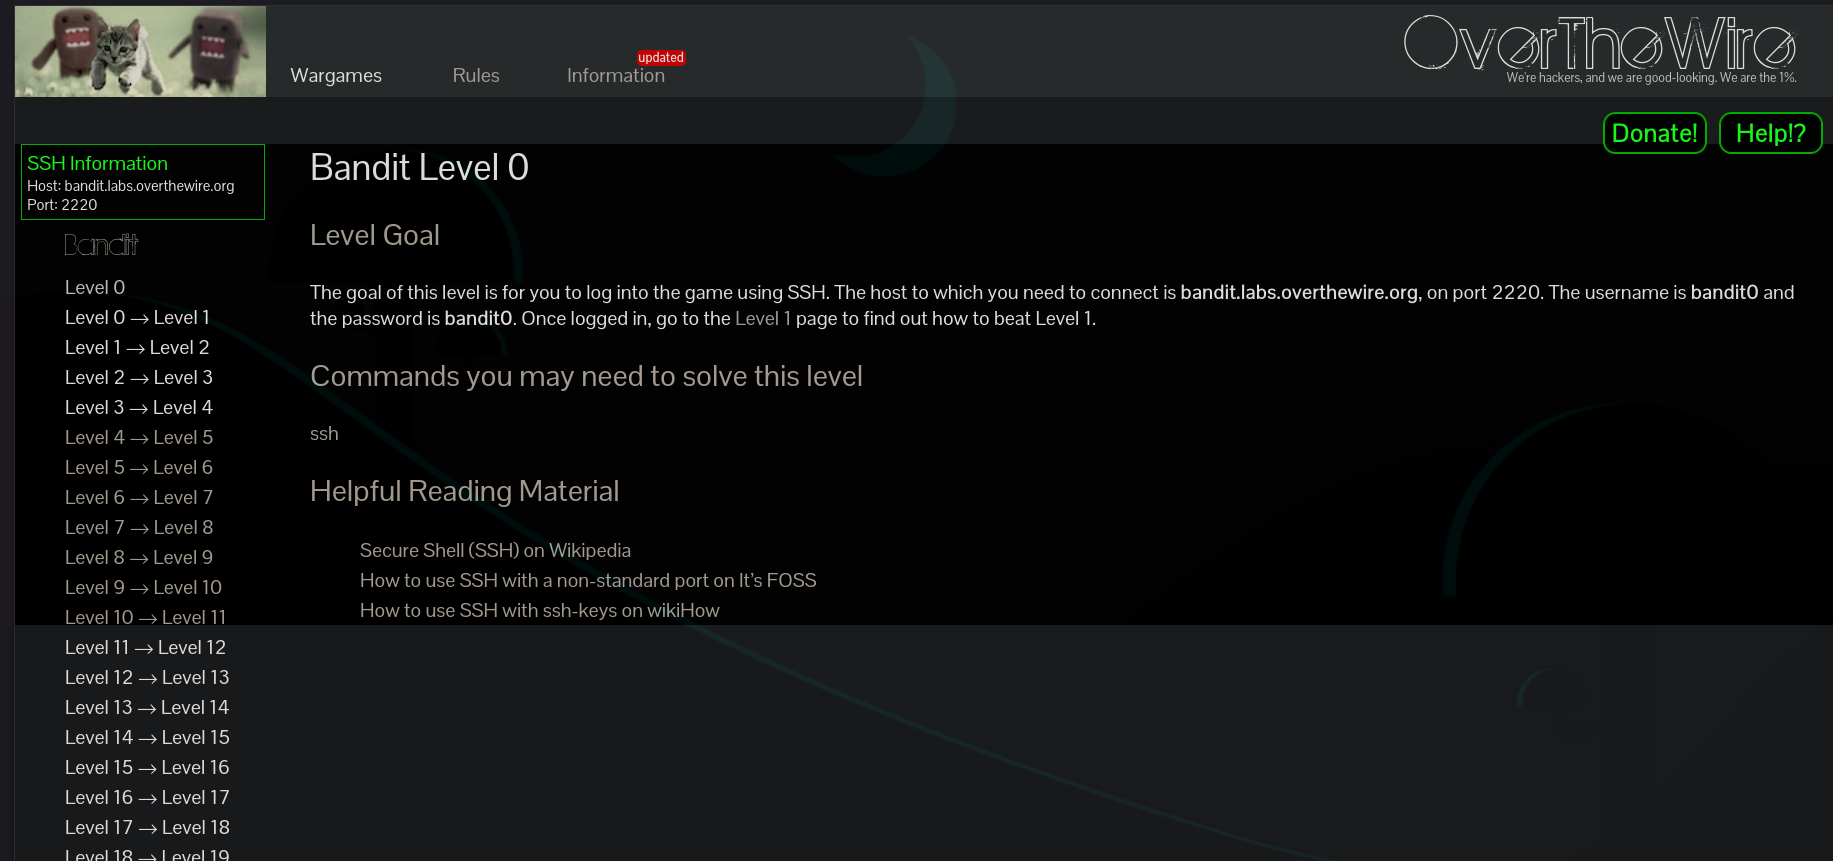 Wargames
Rules
Information
updated
OverTheWire
We're hackers, and we are good-looking. We are the 1%.
Donate!
Help!?
SSH Information
Host: bandit.labs.overthewire.org
Port: 2220
Bandit
Level 0
Level 0 → Level 1
Level 1 → Level 2
Level 2 → Level 3
Level 3 → Level 4
Level 4 → Level 5
Level 5 → Level 6
Level 6 → Level 7
Level 7 → Level 8
Level 8 → Level 9
Level 9 → Level 10
Level 10 → Level 11
Level 11 → Level 12
Level 12 → Level 13
Level 13 → Level 14
Level 14 → Level 15
Level 15 → Level 16
Level 16 → Level 17
Level 17 → Level 18
Level 18 → Level 19
Bandit Level 0
Level Goal
The goal of this level is for you to log into the game using SSH. The host to which you need to connect is bandit.labs.overthewire.org, on port 2220. The username is bandit0 and
the password is bandit0. Once logged in, go to the Level 1 page to find out how to beat Level 1.
Commands you may need to solve this level
ssh
Helpful Reading Material
Secure Shell (SSH) on Wikipedia
How to use SSH with a non-standard port on It's FOSS
How to use SSH with ssh-keys on wikiHow